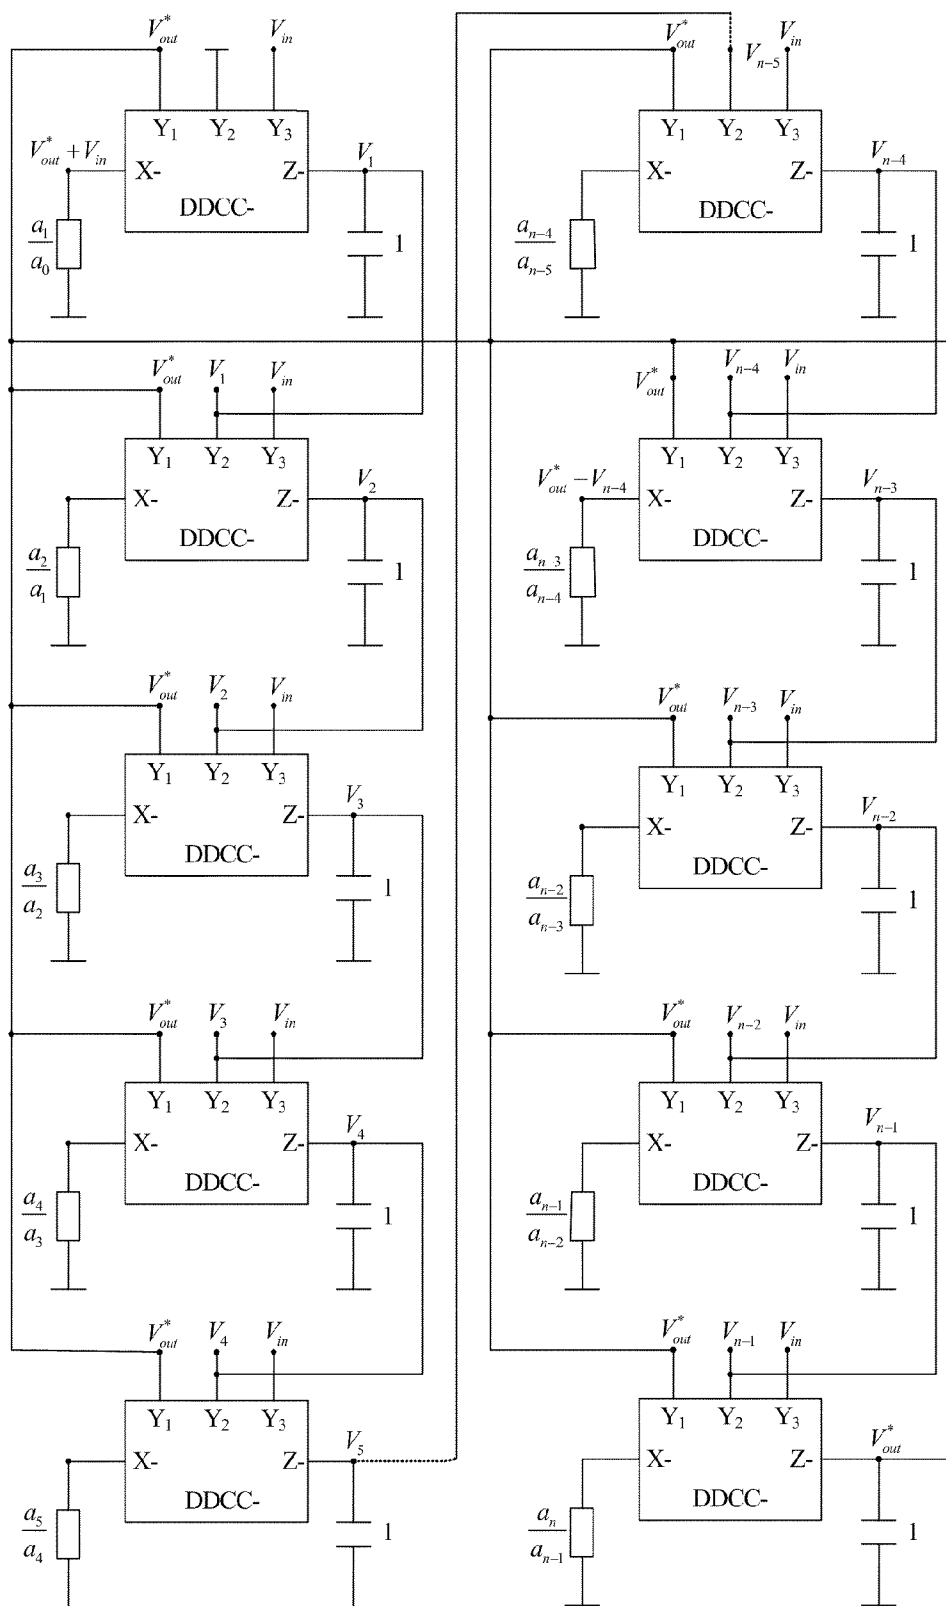 V*out Vin
Y1 Y2 Y3
V*out + Vin
X- Z- V1
DDCC-
a1/a0 1
V*out V1 Vin
Y1 Y2 Y3
X- Z- V2
DDCC-
a2/a1 1
V*out V2 Vin
Y1 Y2 Y3
X- Z- V3
DDCC-
a3/a2 1
V*out V3 Vin
Y1 Y2 Y3
X- Z- V4
DDCC-
a4/a3 1
V*out V4 Vin
Y1 Y2 Y3
X- Z- V5
DDCC-
a5/a4 1
V*out Vn-5 Vin
Y1 Y2 Y3
X- Z- Vn-4
DDCC-
an-4/an-5 1
V*out Vn-4 Vin
Y1 Y2 Y3
V*out - Vn-4
X- Z- Vn-3
DDCC-
an-3/an-4 1
V*out Vn-3 Vin
Y1 Y2 Y3
X- Z- Vn-2
DDCC-
an-2/an-3 1
V*out Vn-2 Vin
Y1 Y2 Y3
X- Z- Vn-1
DDCC-
an-1/an-2 1
V*out Vn-1 Vin
Y1 Y2 Y3
X- Z- V*out
DDCC-
an/an-1 1